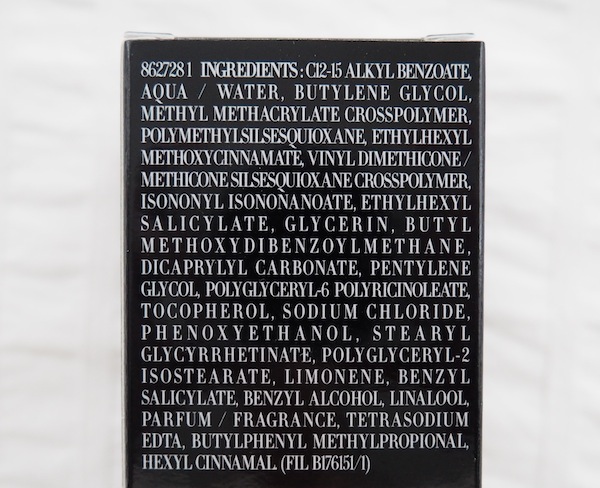 862728 1 INGREDIENTS : C12-15 ALKYL BENZOATE,
AQUA / WATER, BUTYLENE GLYCOL,
METHYL METHACRYLATE CROSSPOLYMER,
POLYMETHYLSILSESQUIOXANE, ETHYLHEXYL
METHOXYCINNAMATE, VINYL DIMETHICONE /
METHICONE SILSESQUIOXANE CROSSPOLYMER,
ISONONYL ISONONANOATE, ETHYLHEXYL
SALICYLATE, GLYCERIN, BUTYL
METHOXYDIBENZOYLMETHANE,
DICAPRYLYL CARBONATE, PENTYLENE
GLYCOL, POLYGLYCERYL-6 POLYRICINOLEATE,
TOCOPHEROL, SODIUM CHLORIDE,
PHENOXYETHANOL, STEARYL
GLYCYRRHETINATE, POLYGLYCERYL-2
ISOSTEARATE, LIMONENE, BENZYL
SALICYLATE, BENZYL ALCOHOL, LINALOOL,
PARFUM / FRAGRANCE, TETRASODIUM
EDTA, BUTYLPHENYL METHYLPROPIONAL,
HEXYL CINNAMAL. (FIL B176151/1)